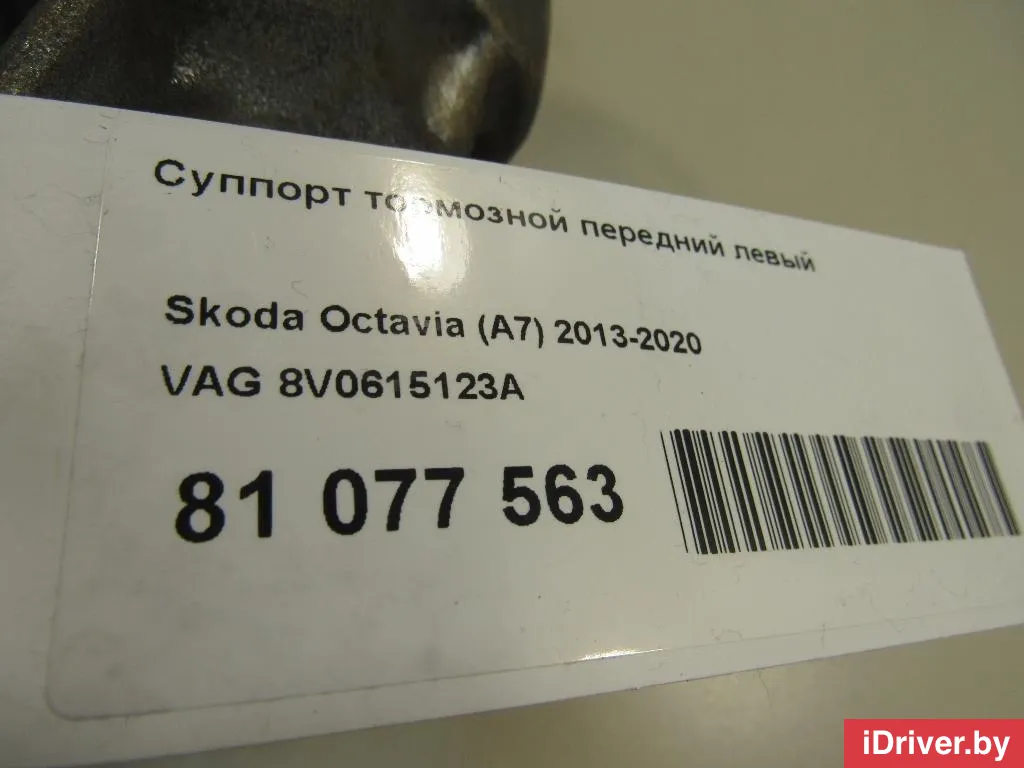 Суппорт тормозной передний левый
Skoda Octavia (A7) 2013-2020
VAG 8V0615123A
81 077 563
iDriver.by